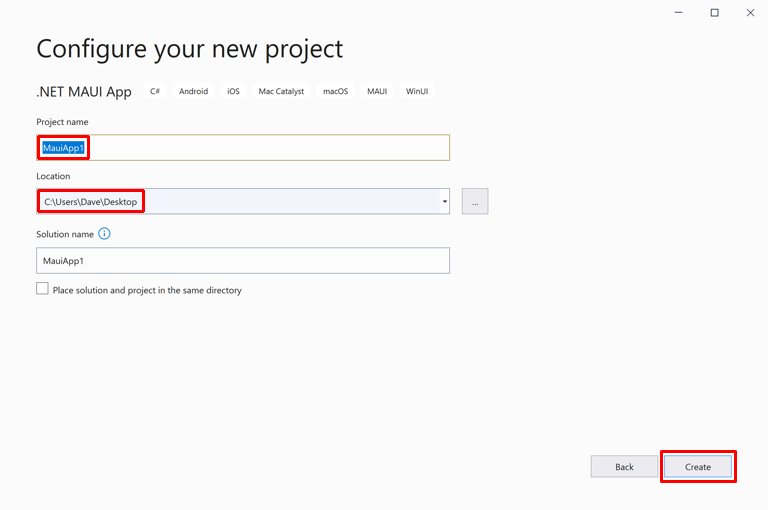 Configure your new project
.NET MAUI App C# Android iOS Mac Catalyst macOS MAUI WinUI
Project name
MauiApp1
Location
C:\Users\Dave\Desktop
...
Solution name
MauiApp1
Place solution and project in the same directory
Back Create